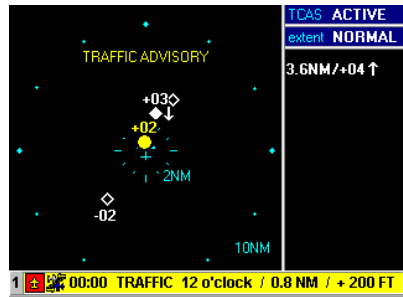 TCAS ACTIVE
extent NORMAL
TRAFFIC ADVISORY
3.6NM/+04↑
+03
+02
2NM
-02
10NM
1 ± 00:00 TRAFFIC 12 o'clock / 0.8 NM / + 200 FT